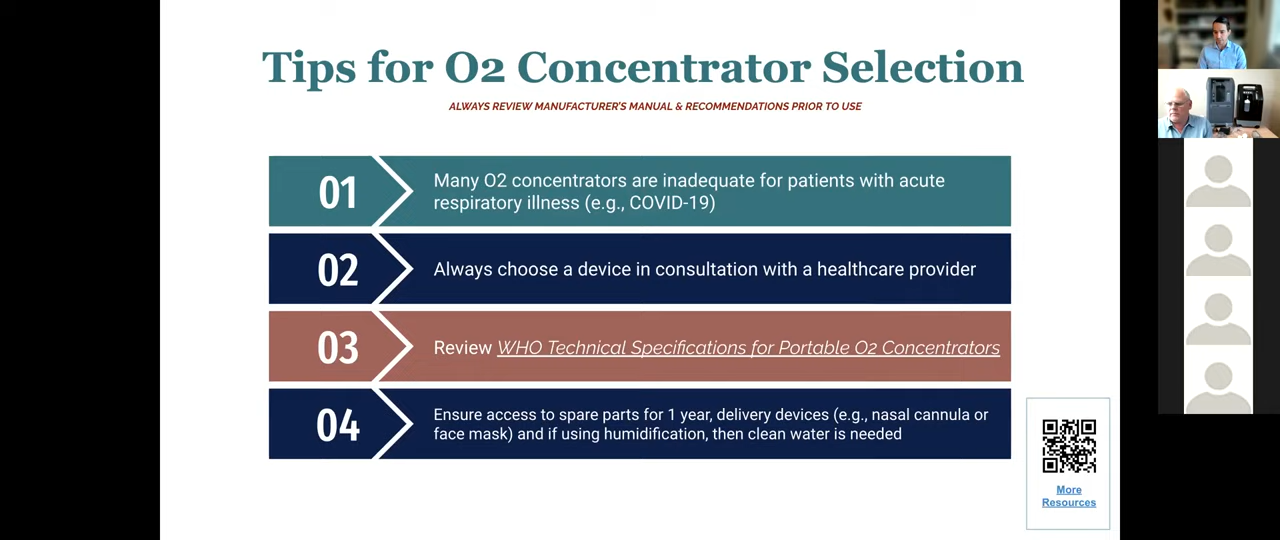 Tips for O2 Concentrator Selection
ALWAYS REVIEW MANUFACTURER'S MANUAL & RECOMMENDATIONS PRIOR TO USE
01
Many O2 concentrators are inadequate for patients with acute
respiratory illness (e.g., COVID-19)
02
Always choose a device in consultation with a healthcare provider
03
Review WHO Technical Specifications for Portable O2 Concentrators
04
Ensure access to spare parts for 1 year, delivery devices (e.g., nasal cannula or
face mask) and if using humidification, then clean water is needed
More
Resources